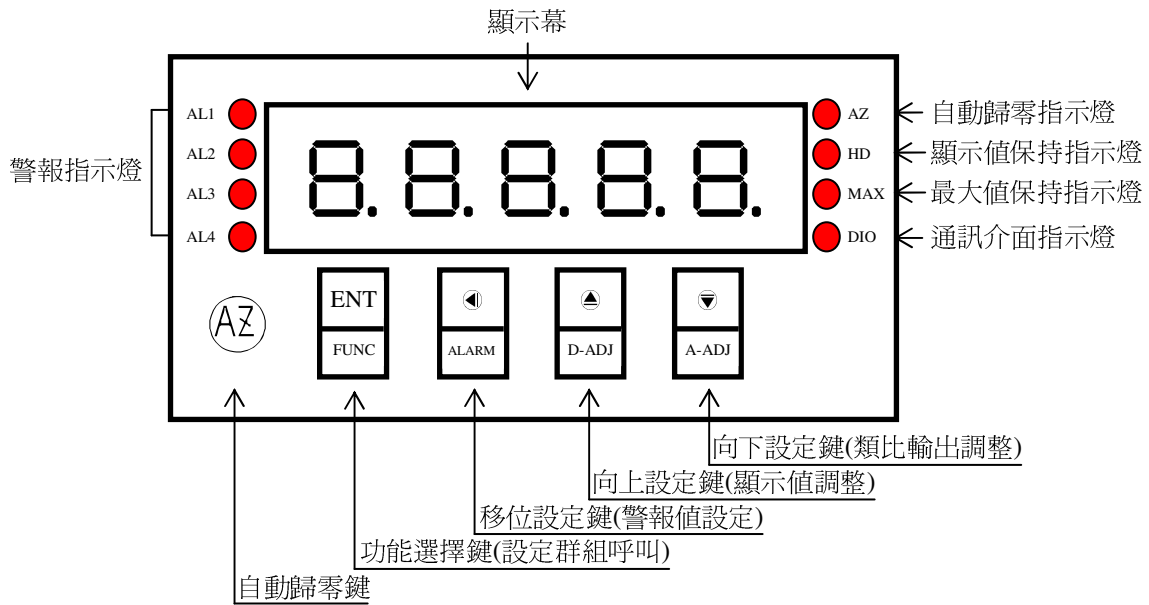 顯示幕
AL1
AL2
AL3
AL4
警報指示燈
8.8.8.8.8.
AZ
HD
MAX
DIO
自動歸零指示燈
顯示值保持指示燈
最大值保持指示燈
通訊介面指示燈
AZ
ENT
FUNC
ALARM
D-ADJ
A-ADJ
向下設定鍵(類比輸出調整)
向上設定鍵(顯示值調整)
移位設定鍵(警報值設定)
功能選擇鍵(設定群組呼叫)
自動歸零鍵